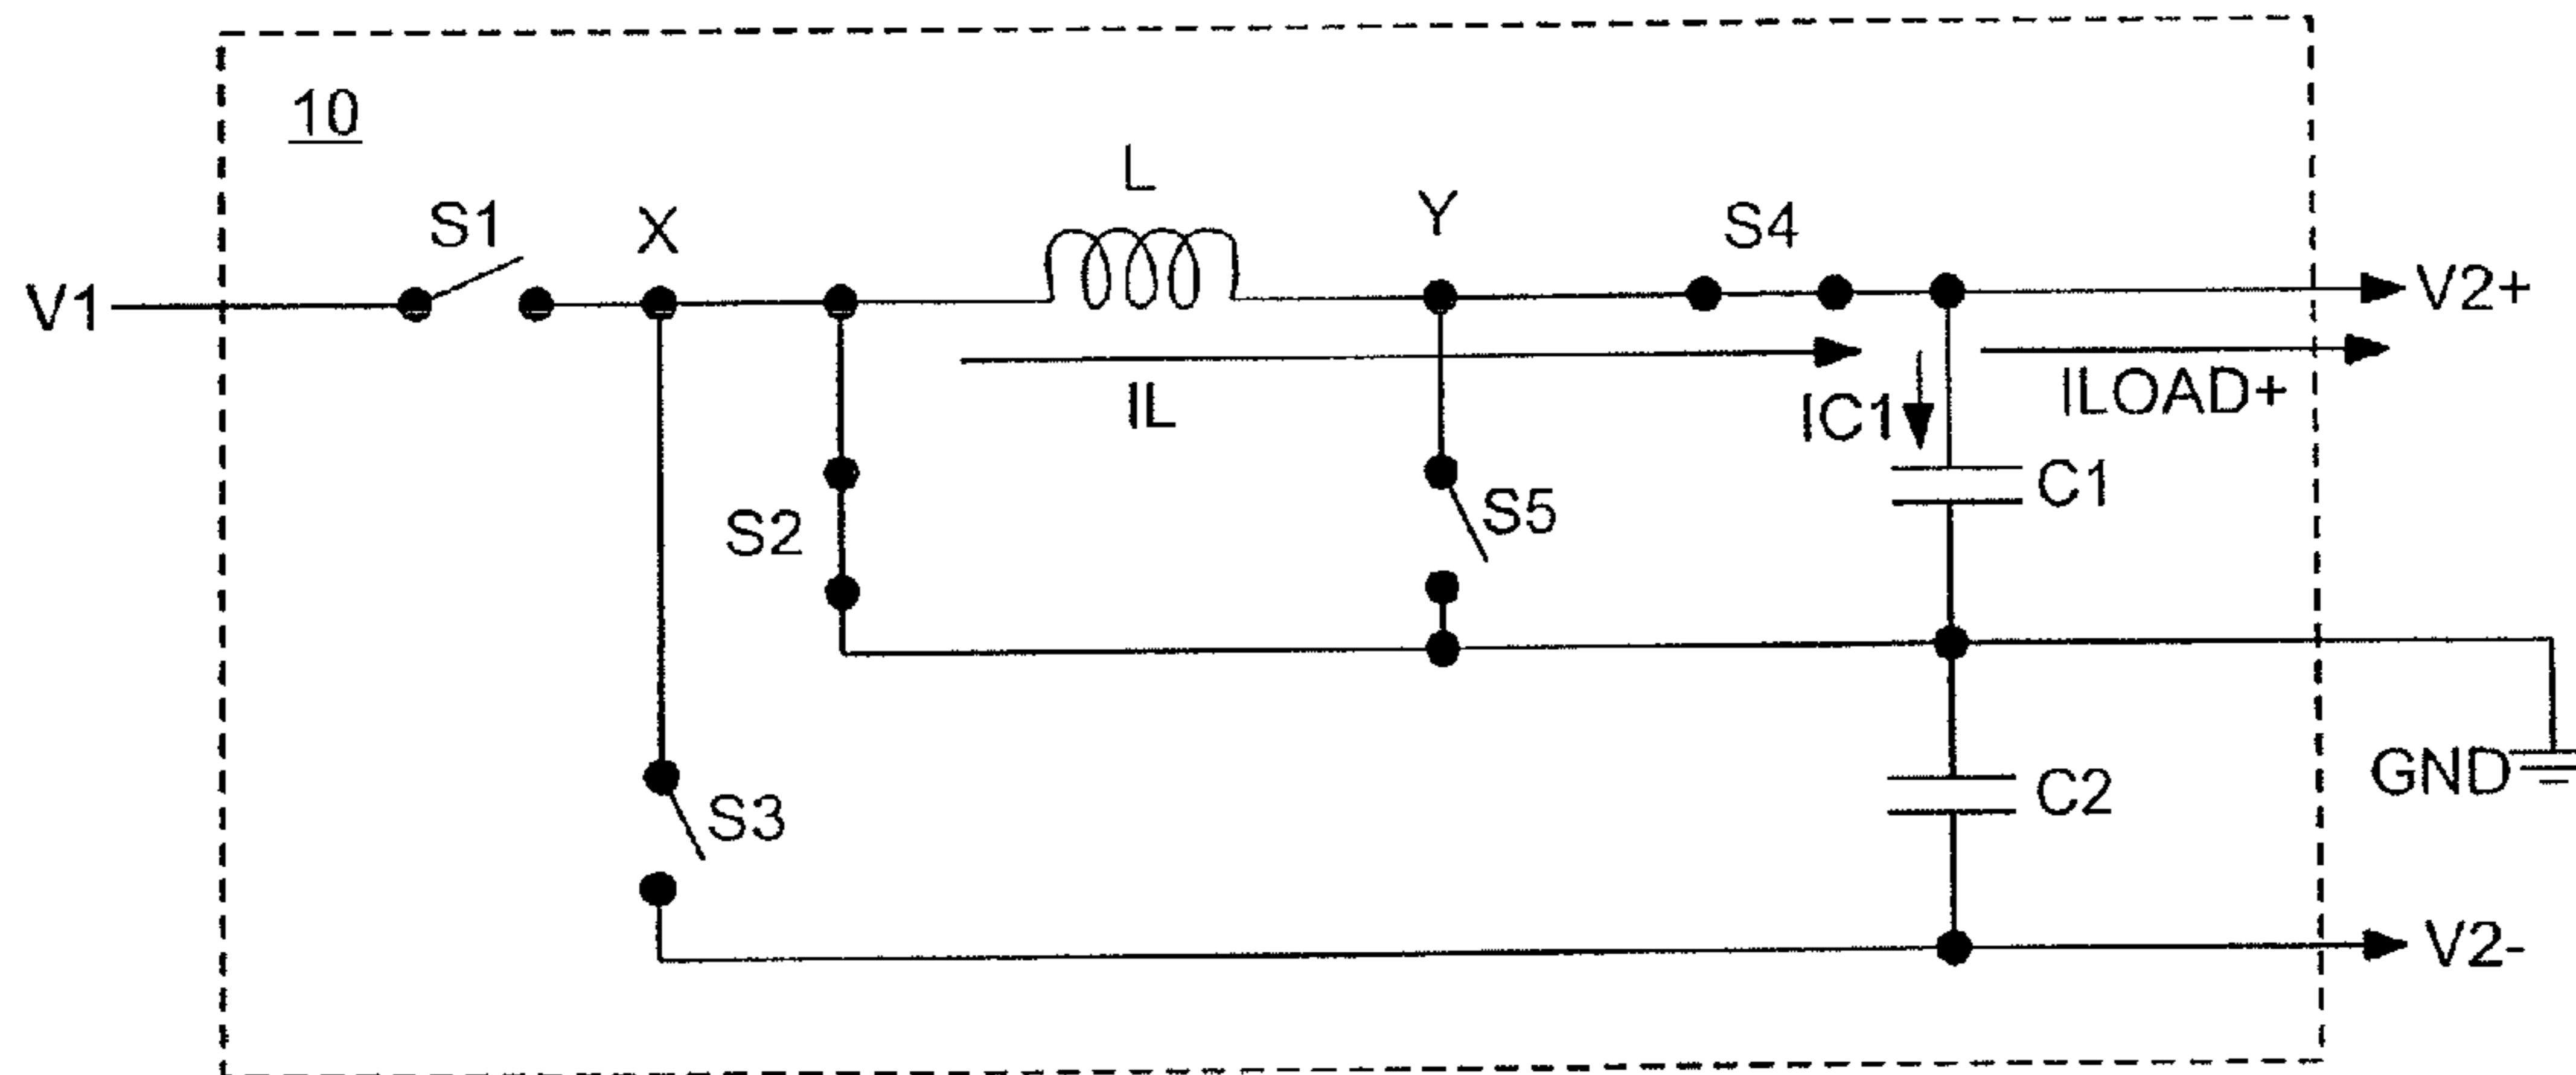 10
L
S1
X
Y
S4
V1
V2+
IL
IC1
ILOAD+
S2
S5
C1
S3
C2
GND
V2-